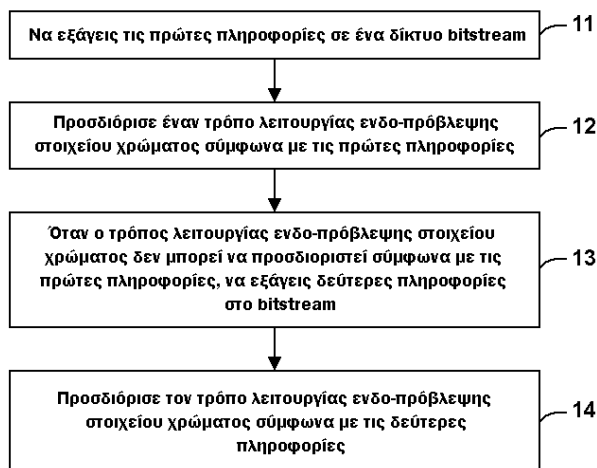 Να εξάγεις τις πρώτες πληροφορίες σε ένα δίκτυο bitstream
11
Προσδιόρισε έναν τρόπο λειτουργίας ενδο-πρόβλεψης
στοιχείου χρώματος σύμφωνα με τις πρώτες πληροφορίες
12
Όταν ο τρόπος λειτουργίας ενδο-πρόβλεψης στοιχείου
χρώματος δεν μπορεί να προσδιοριστεί σύμφωνα με τις
πρώτες πληροφορίες, να εξάγεις δεύτερες πληροφορίες
στο bitstream
13
Προσδιόρισε τον τρόπο λειτουργίας ενδο-πρόβλεψης
στοιχείου χρώματος σύμφωνα με τις δεύτερες
πληροφορίες
14